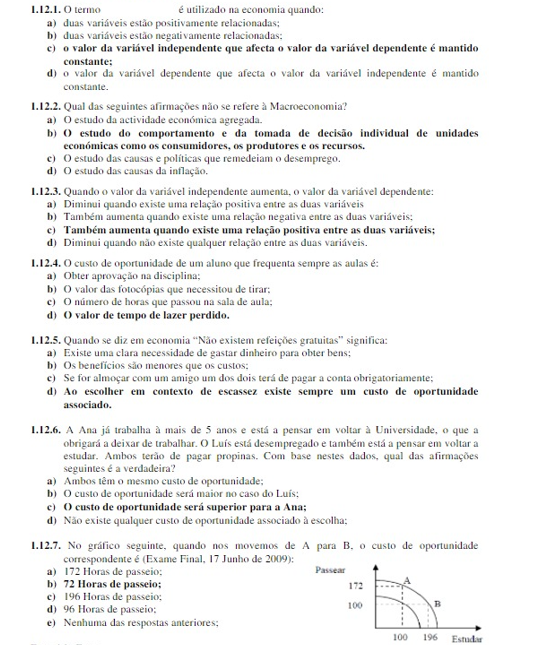 1.12.1. O termo é utilizado na economia quando:
a) duas variáveis estão positivamente relacionadas;
b) duas variáveis estão negativamente relacionadas;
c) o valor da variável independente que afecta o valor da variável dependente é mantido
constante;
d) o valor da variável dependente que afecta o valor da variável independente é mantido
constante.
1.12.2. Qual das seguintes afirmações não se refere à Macroeconomia?
a) O estudo da actividade económica agregada.
b) O estudo do comportamento e da tomada de decisão individual de unidades
económicas como os consumidores, os produtores e os recursos.
c) O estudo das causas e políticas que remedeiam o desemprego.
d) O estudo das causas da inflação.
1.12.3. Quando o valor da variável independente aumenta, o valor da variável dependente:
a) Diminui quando existe uma relação positiva entre as duas variáveis
b) Também aumenta quando existe uma relação negativa entre as duas variáveis;
c) Também aumenta quando existe uma relação positiva entre as duas variáveis;
d) Diminui quando não existe qualquer relação entre as duas variáveis.
1.12.4. O custo de oportunidade de um aluno que frequenta sempre as aulas é:
a) Obter aprovação na disciplina;
b) O valor das fotocópias que necessitou de tirar;
c) O número de horas que passou na sala de aula;
d) O valor de tempo de lazer perdido.
1.12.5. Quando se diz em economia “Não existem refeições gratuitas” significa:
a) Existe uma clara necessidade de gastar dinheiro para obter bens;
b) Os benefícios são menores que os custos;
c) Se for almoçar com um amigo um dos dois terá de pagar a conta obrigatoriamente;
d) Ao escolher em contexto de escassez existe sempre um custo de oportunidade
associado.
1.12.6. A Ana já trabalha à mais de 5 anos e está a pensar em voltar à Universidade, o que a
obrigará a deixar de trabalhar. O Luís está desempregado e também está a pensar em voltar a
estudar. Ambos terão de pagar propinas. Com base nestes dados, qual das afirmações
seguintes é a verdadeira?
a) Ambos têm o mesmo custo de oportunidade;
b) O custo de oportunidade será maior no caso do Luís;
c) O custo de oportunidade será superior para a Ana;
d) Não existe qualquer custo de oportunidade associado à escolha;
1.12.7. No gráfico seguinte, quando nos movemos de A para B, o custo de oportunidade
correspondente é (Exame Final, 17 Junho de 2009):
a) 172 Horas de passeio;
b) 72 Horas de passeio;
c) 196 Horas de passeio;
d) 96 Horas de passeio;
e) Nenhuma das respostas anteriores;
Passear
172
A
100
B
100 196 Estudar